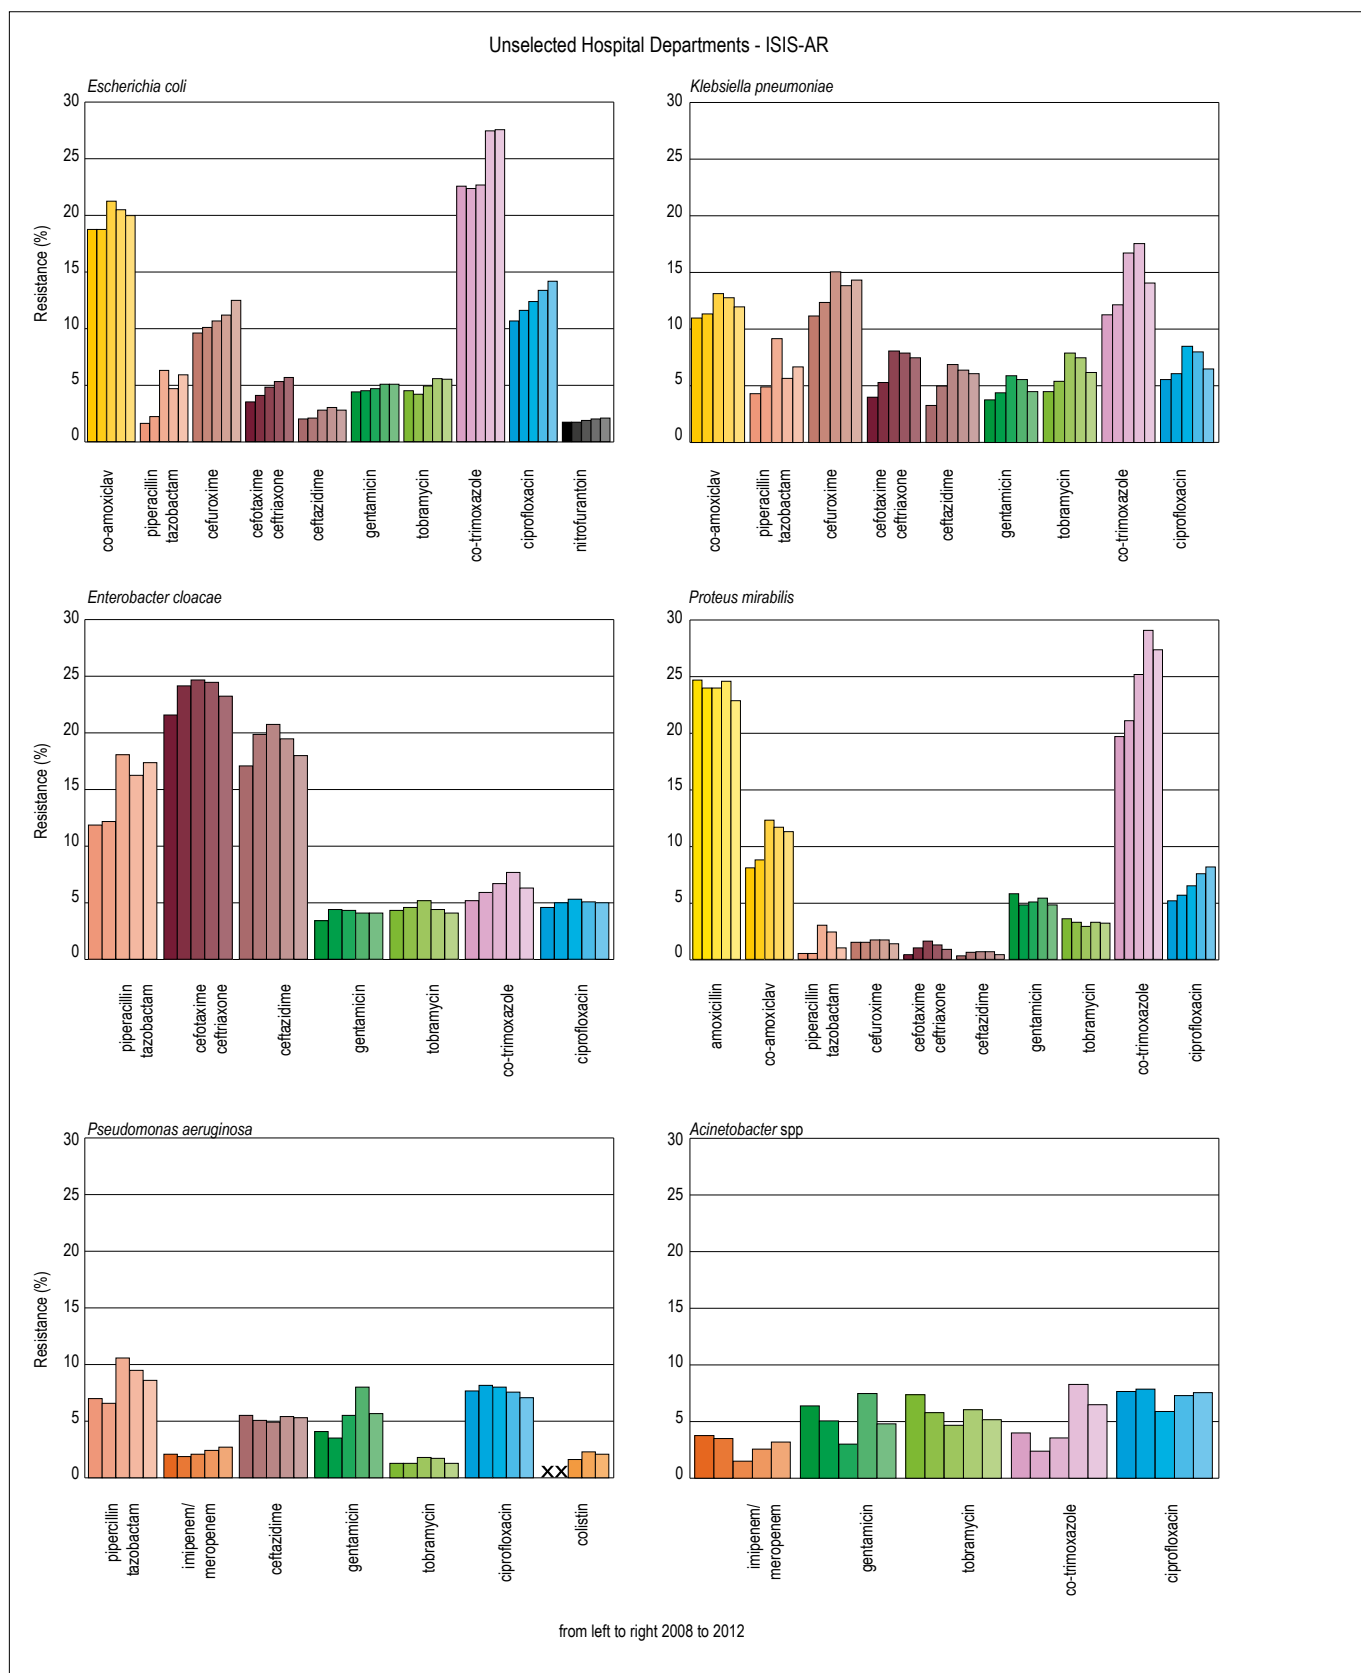 Unselected Hospital Departments - ISIS-AR
Escherichia coli
30
25
20
15
10
5
0
Resistance (%)
co-amoxiclav
piperacillin
tazobactam
cefuroxime
cefotaxime
ceftriaxone
ceftazidime
gentamicin
tobramycin
co-trimoxazole
ciprofloxacin
nitrofurantoin
Klebsiella pneumoniae
30
25
20
15
10
5
0
co-amoxiclav
piperacillin
tazobactam
cefuroxime
cefotaxime
ceftriaxone
ceftazidime
gentamicin
tobramycin
co-trimoxazole
ciprofloxacin
Enterobacter cloacae
30
25
20
15
10
5
0
Resistance (%)
piperacillin
tazobactam
cefotaxime
ceftriaxone
ceftazidime
gentamicin
tobramycin
co-trimoxazole
ciprofloxacin
Proteus mirabilis
30
25
20
15
10
5
0
amoxicillin
co-amoxiclav
piperacillin
tazobactam
cefuroxime
cefotaxime
ceftriaxone
ceftazidime
gentamicin
tobramycin
co-trimoxazole
ciprofloxacin
Pseudomonas aeruginosa
30
25
20
15
10
5
0
Resistance (%)
xx
pipercillin
tazobactam
imipenem/
meropenem
ceftazidime
gentamicin
tobramycin
ciprofloxacin
colistin
Acinetobacter spp
30
25
20
15
10
5
0
imipenem/
meropenem
gentamicin
tobramycin
co-trimoxazole
ciprofloxacin
from left to right 2008 to 2012